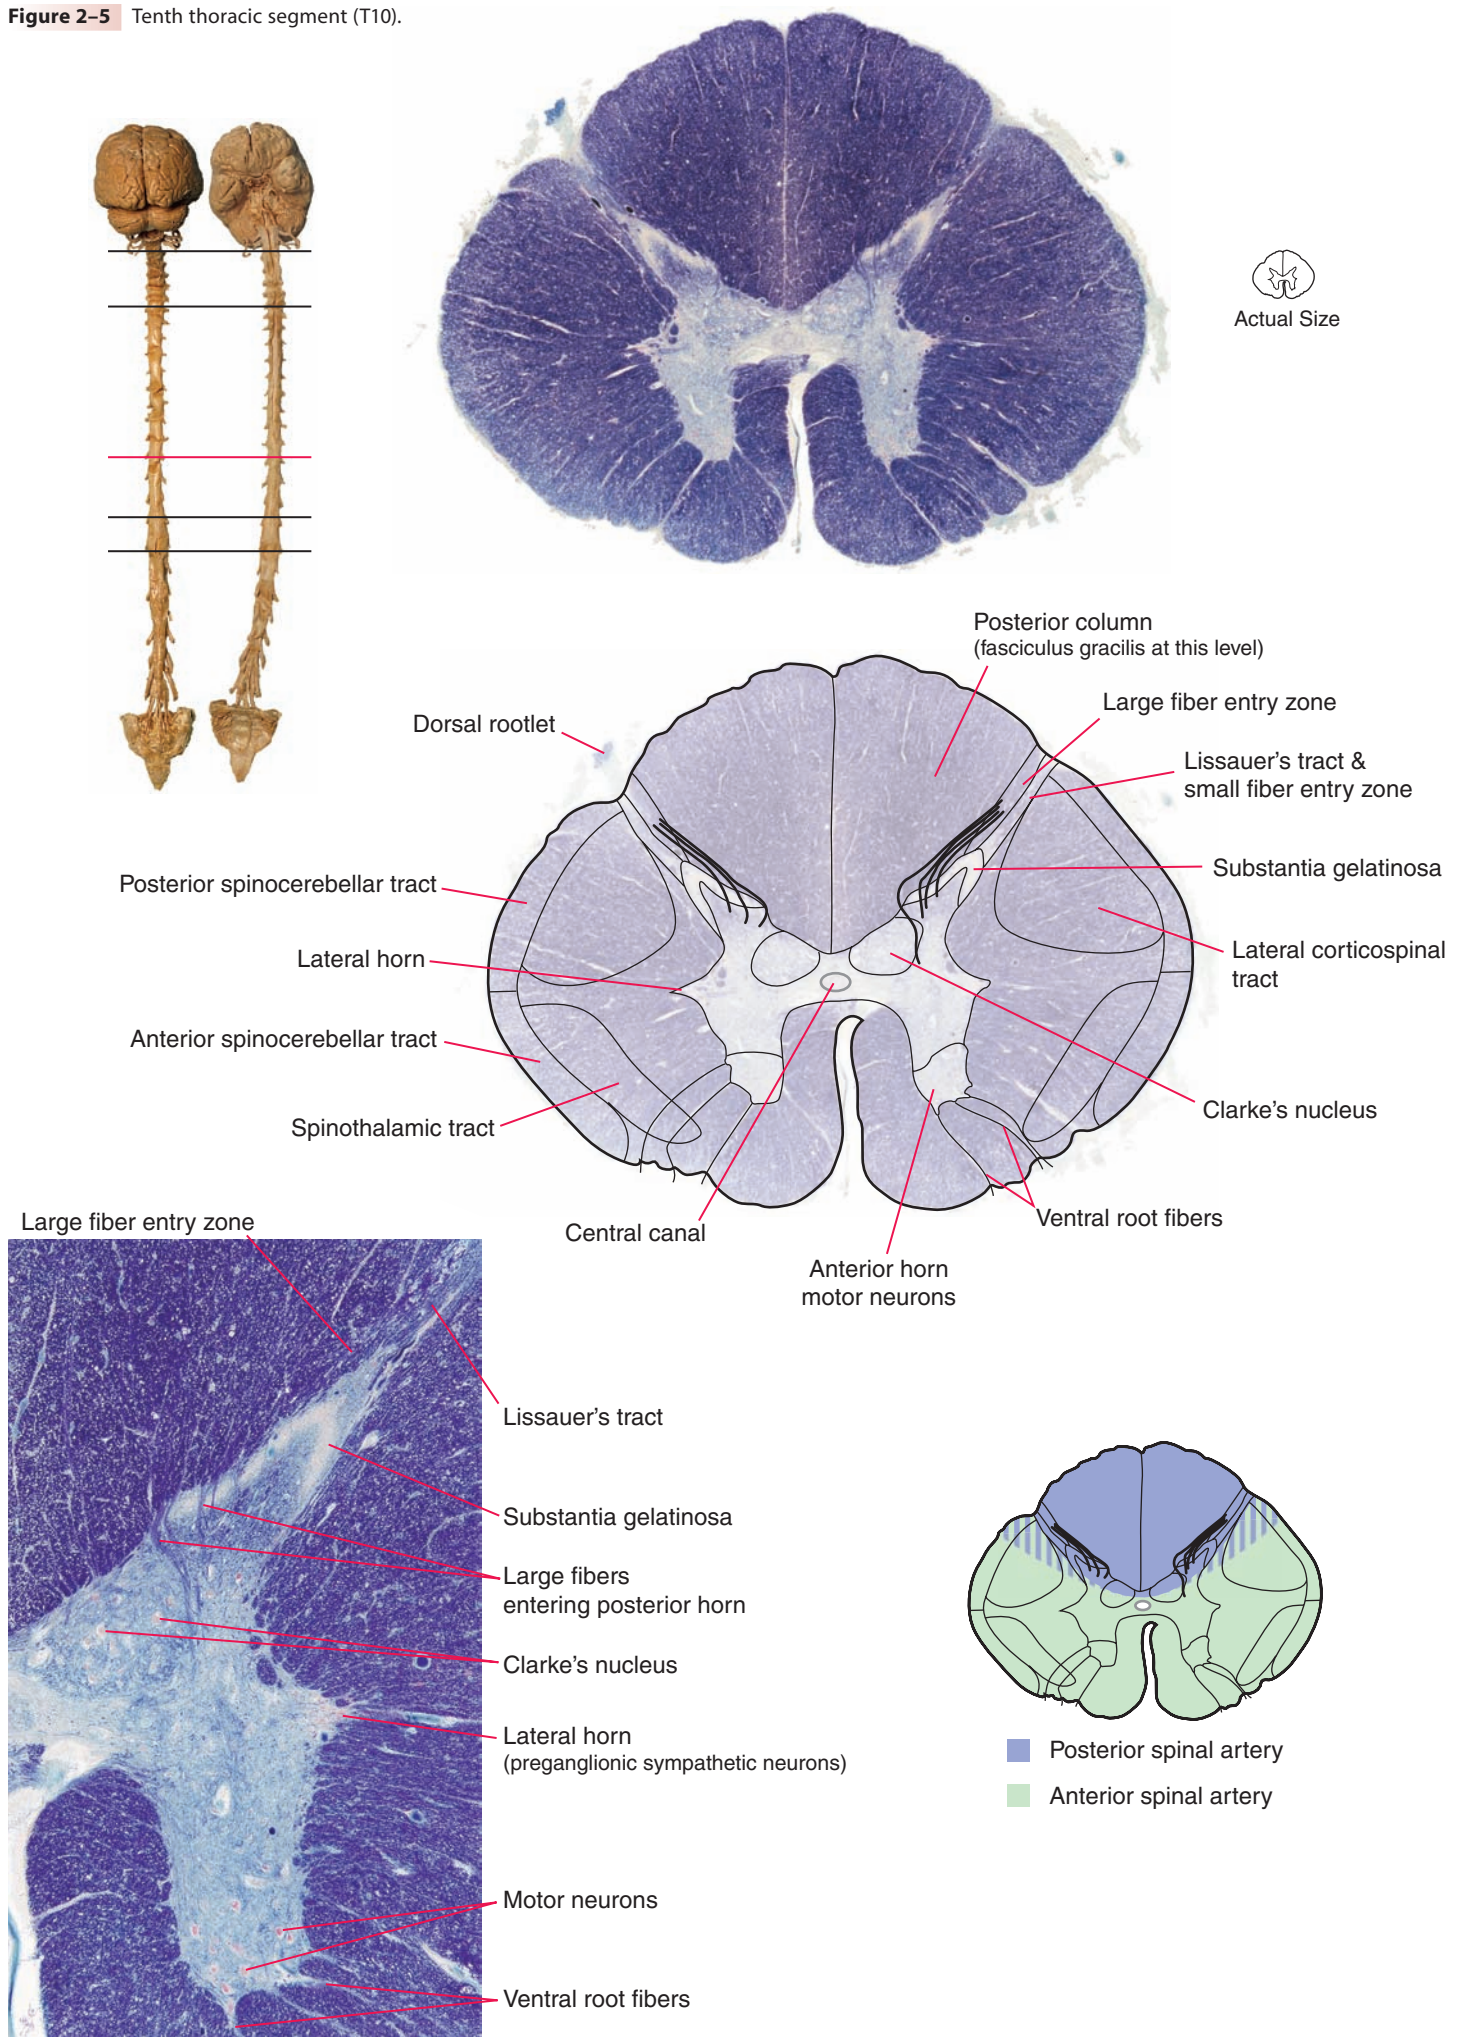 Figure 2–5 Tenth thoracic segment (T10).
Actual Size
Posterior column
(fasciculus gracilis at this level)
Large fiber entry zone
Dorsal rootlet
Lissauer’s tract &
small fiber entry zone
Substantia gelatinosa
Posterior spinocerebellar tract
Lateral corticospinal
tract
Lateral horn
Anterior spinocerebellar tract
Clarke’s nucleus
Spinothalamic tract
Ventral root fibers
Central canal
Anterior horn
motor neurons
Large fiber entry zone
Lissauer’s tract
Substantia gelatinosa
Large fibers
entering posterior horn
Clarke’s nucleus
Lateral horn
(preganglionic sympathetic neurons)
Motor neurons
Ventral root fibers
Posterior spinal artery
Anterior spinal artery